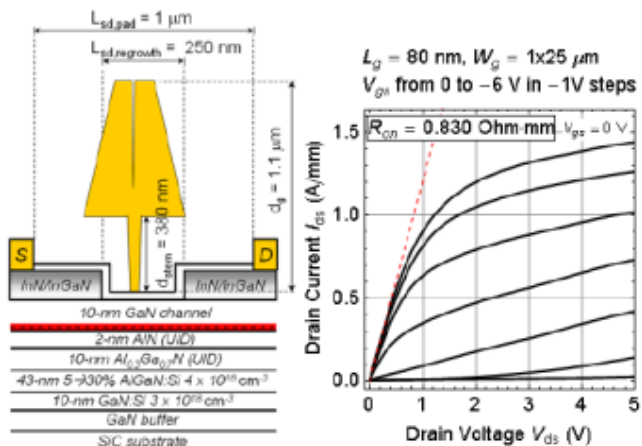 L_sd,pad = 1 μm
L_sd,regrowth = 250 nm
d_g = 1.1 μm
d_stem = 380 nm
S
D
InN/InGaN
InN/InGaN
10-nm GaN channel
2-nm AlN (UID)
10-nm Al_0.3Ga_0.7N (UID)
43-nm 5→30% AlGaN:Si 4 x 10^18 cm^-3
10-nm GaN:Si 3 x 10^18 cm^-3
GaN buffer
SiC substrate
L_g = 80 nm, W_g = 1x25 μm
V_gs from 0 to −6 V in −1V steps
R_on = 0.830 Ohm-mm
V_gs = 0 V
Drain Current I_ds (A/mm)
1.5
1.0
0.5
0.0
0 1 2 3 4 5
Drain Voltage V_ds (V)